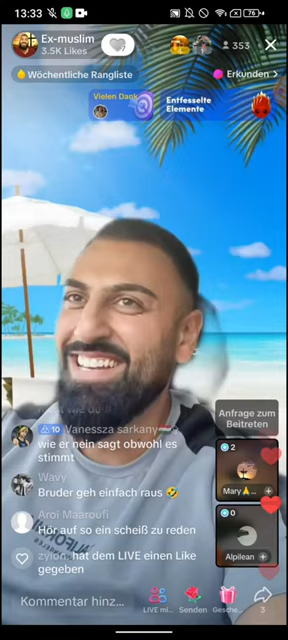 13:33
76
Ex-muslim
3.5K Likes
353
Wöchentliche Rangliste
Erkunden >
Vielen Dank
Entfesselte
Elemente
Anfrage zum
Beitreten
10 Vanessza sarkany
wie er nein sagt obwohl es
stimmt
2
Mary
Wavy
Bruder geh einfach raus 🤣
0
Alpilean
Aroi Maaroufi
Hör auf so ein scheiß zu reden
zylon. hat dem LIVE einen Like
gegeben
Kommentar hinz...
LIVE mi...
Senden
Gesche...
3